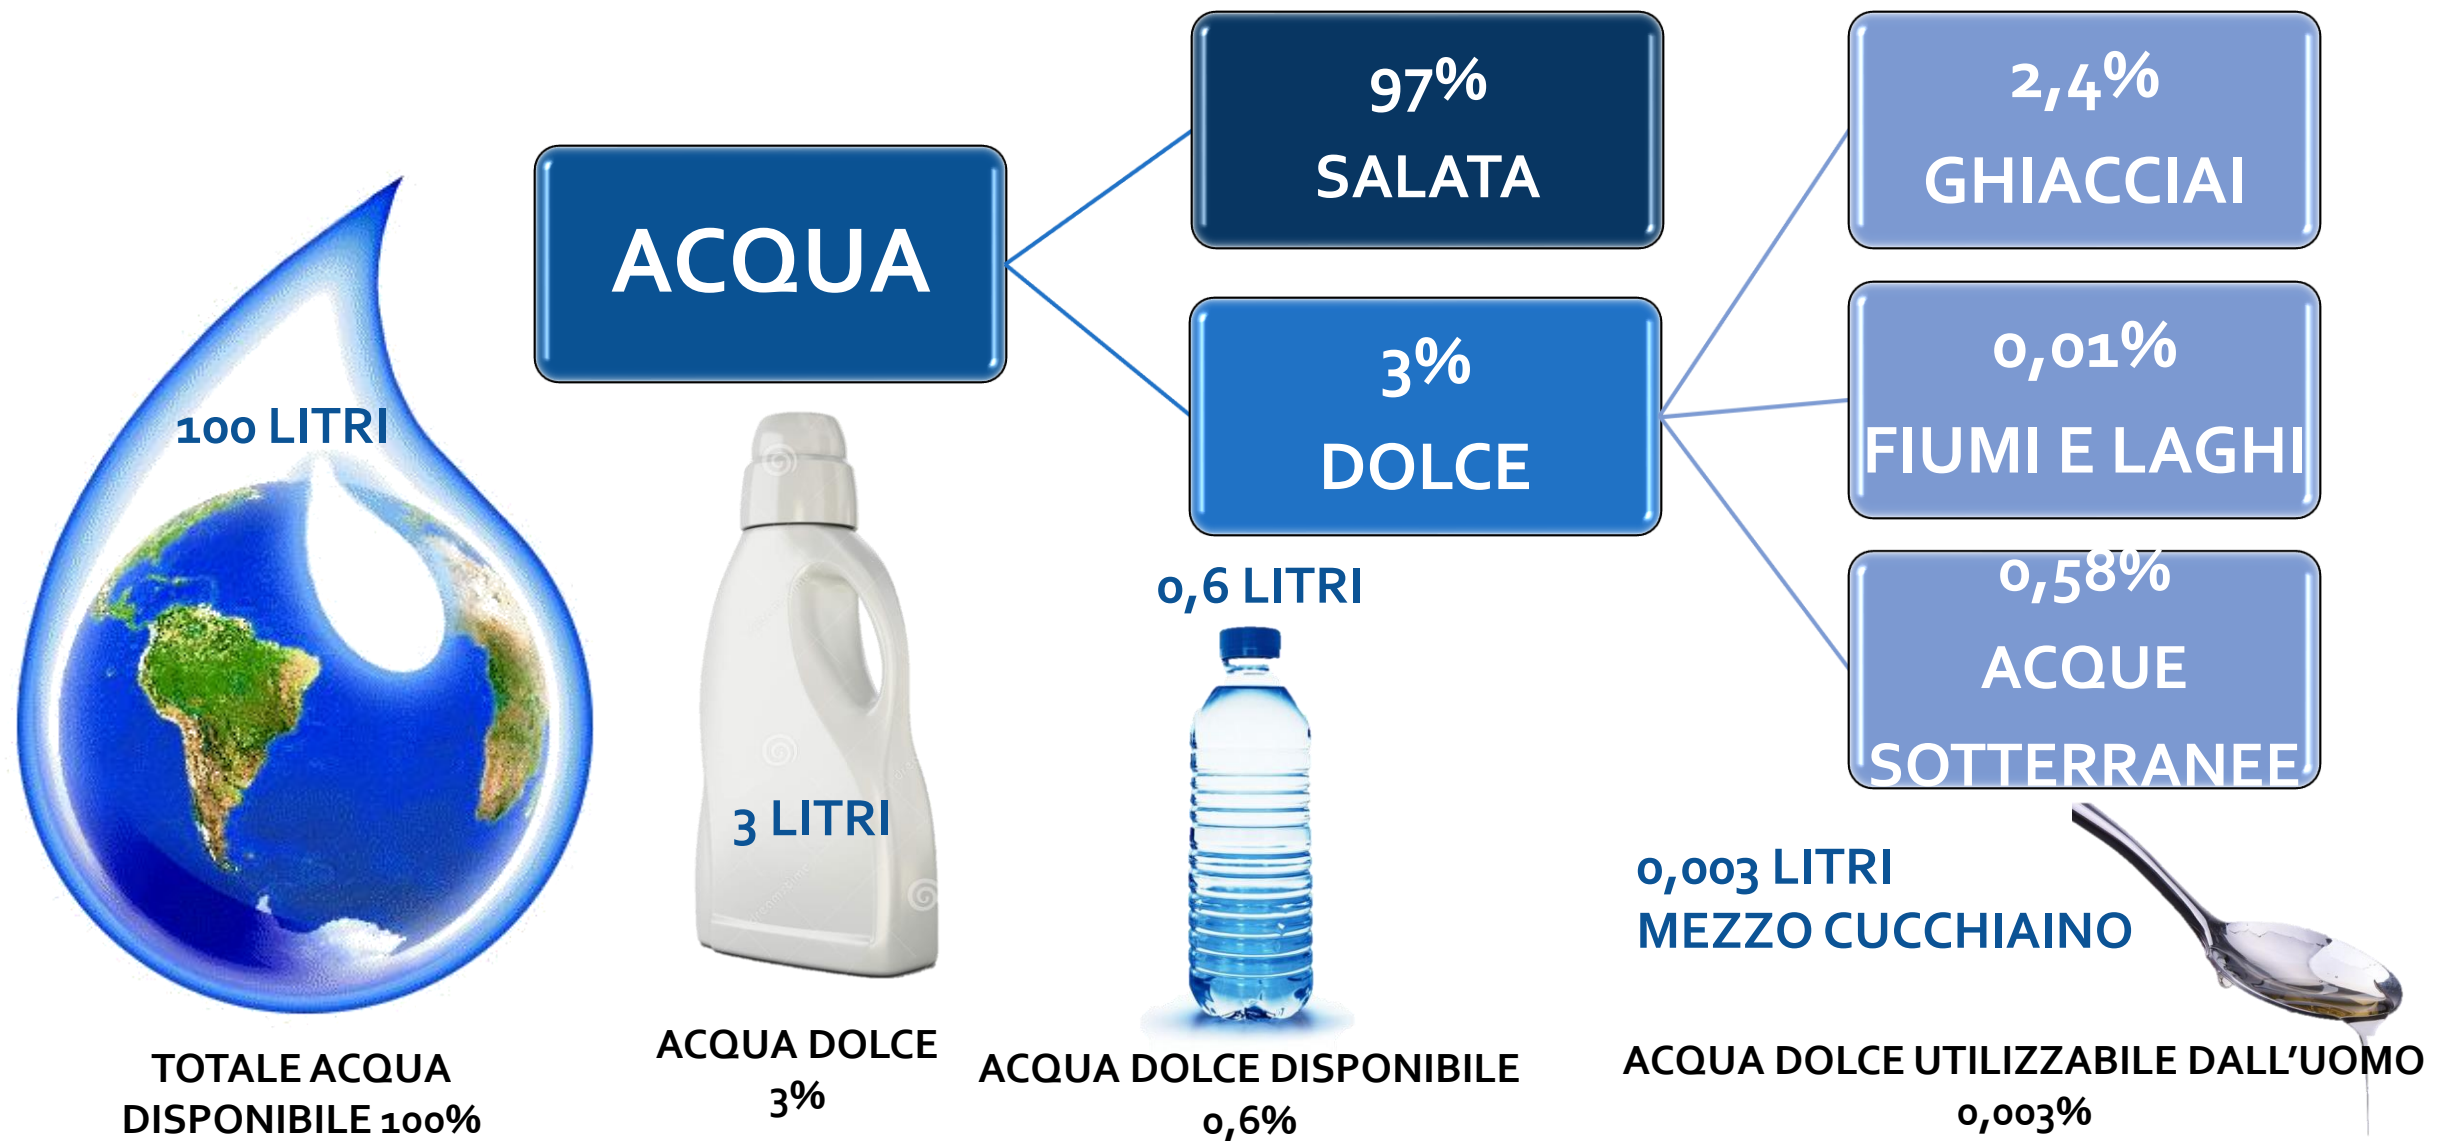 ACQUA
97%
SALATA
3%
DOLCE
2,4%
GHIACCIAI
0,01%
FIUMI E LAGHI
0,58%
ACQUE
SOTTERRANEE
100 LITRI
3 LITRI
0,6 LITRI
0,003 LITRI
MEZZO CUCCHIAINO
TOTALE ACQUA
DISPONIBILE 100%
ACQUA DOLCE
3%
ACQUA DOLCE DISPONIBILE
0,6%
ACQUA DOLCE UTILIZZABILE DALL'UOMO
0,003%